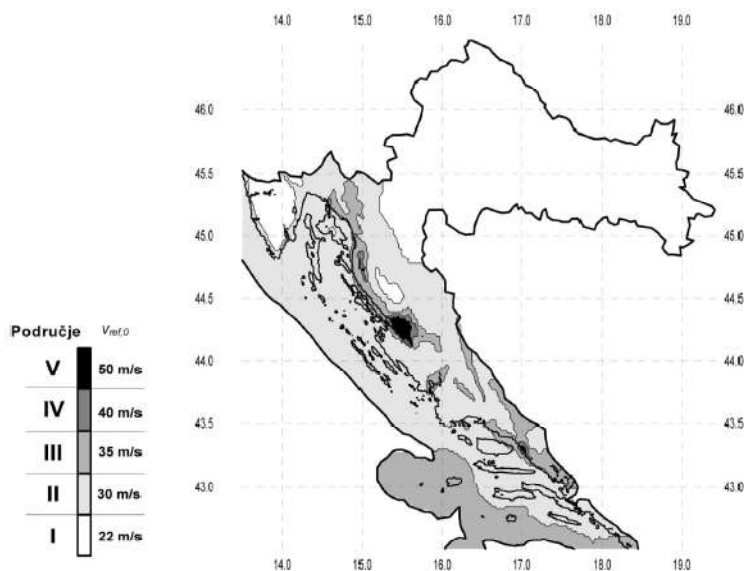 14.0 15.0 16.0 17.0 18.0 19.0
46.0 46.0
45.5 45.5
45.0 45.0
44.5 44.5
44.0 44.0
43.5 43.5
43.0 43.0
14.0 15.0 16.0 17.0 18.0 19.0
Područje Vref,0
V 50 m/s
IV 40 m/s
III 35 m/s
II 30 m/s
I 22 m/s